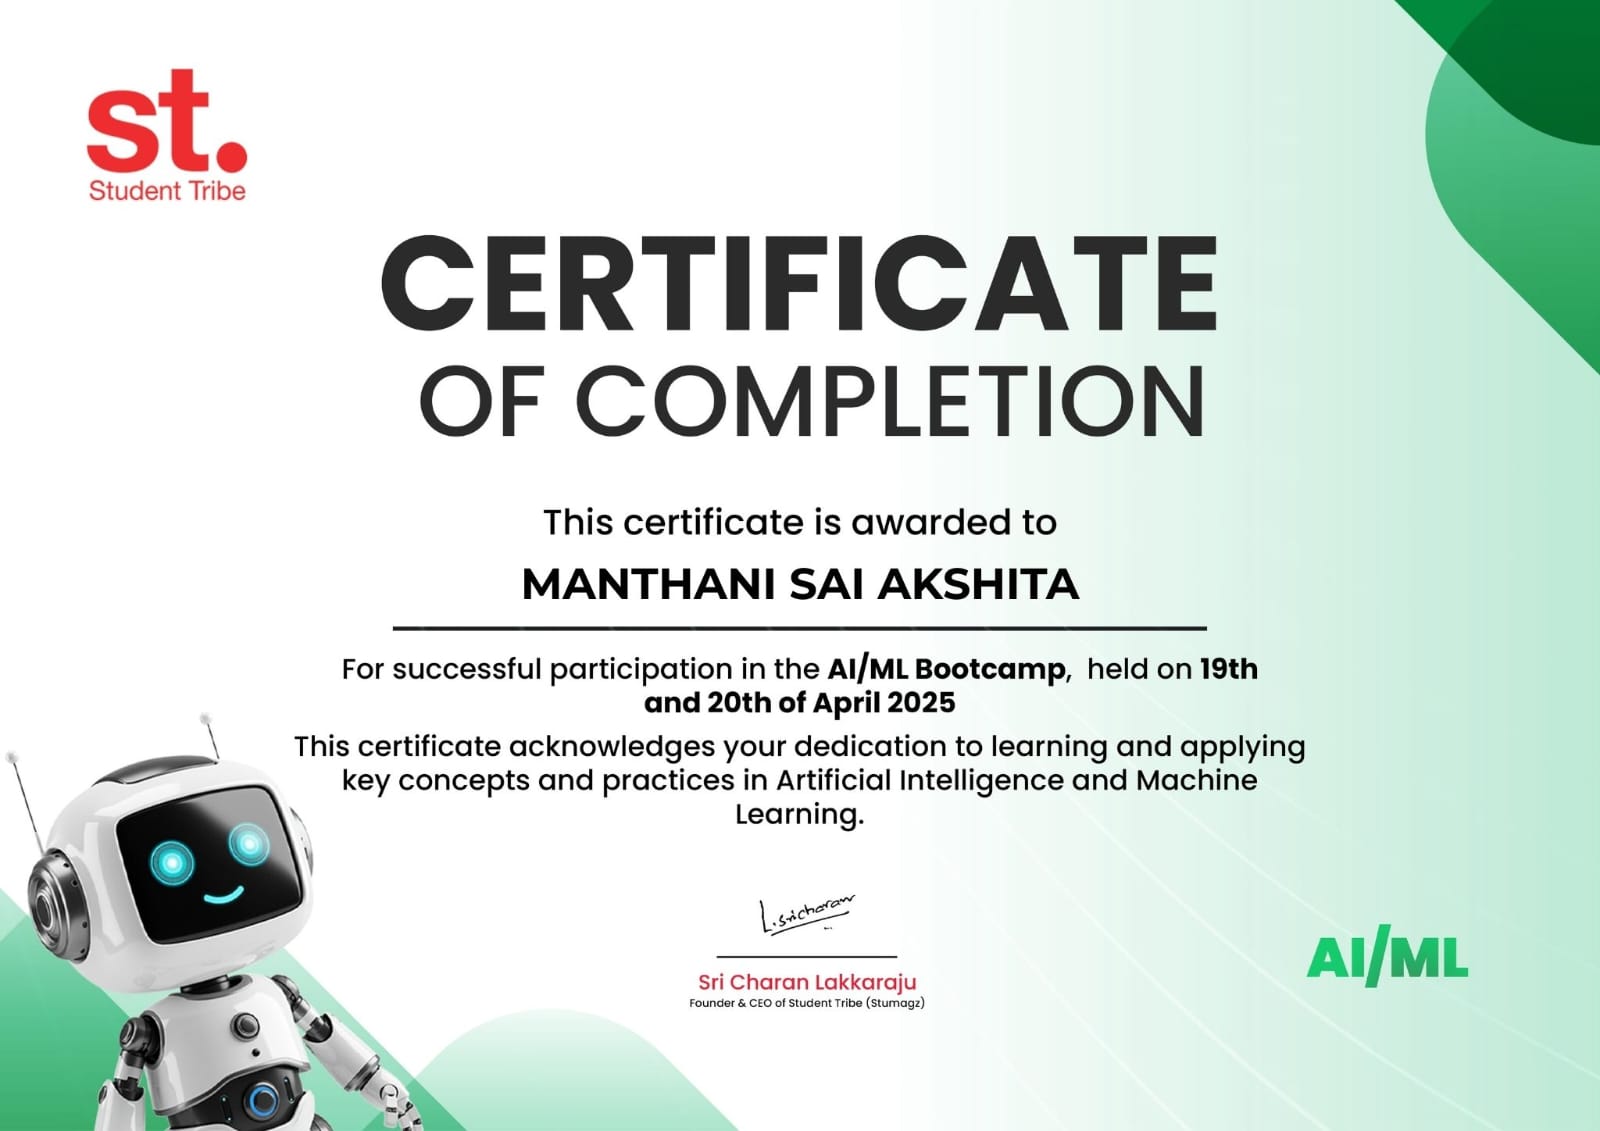 st.
Student Tribe
CERTIFICATE
OF COMPLETION
This certificate is awarded to
MANTHANI SAI AKSHITA
For successful participation in the AI/ML Bootcamp, held on 19th
and 20th of April 2025
This certificate acknowledges your dedication to learning and applying
key concepts and practices in Artificial Intelligence and Machine
Learning.
L.sricharan
Sri Charan Lakkaraju
Founder & CEO of Student Tribe (Stumagz)
AI/ML